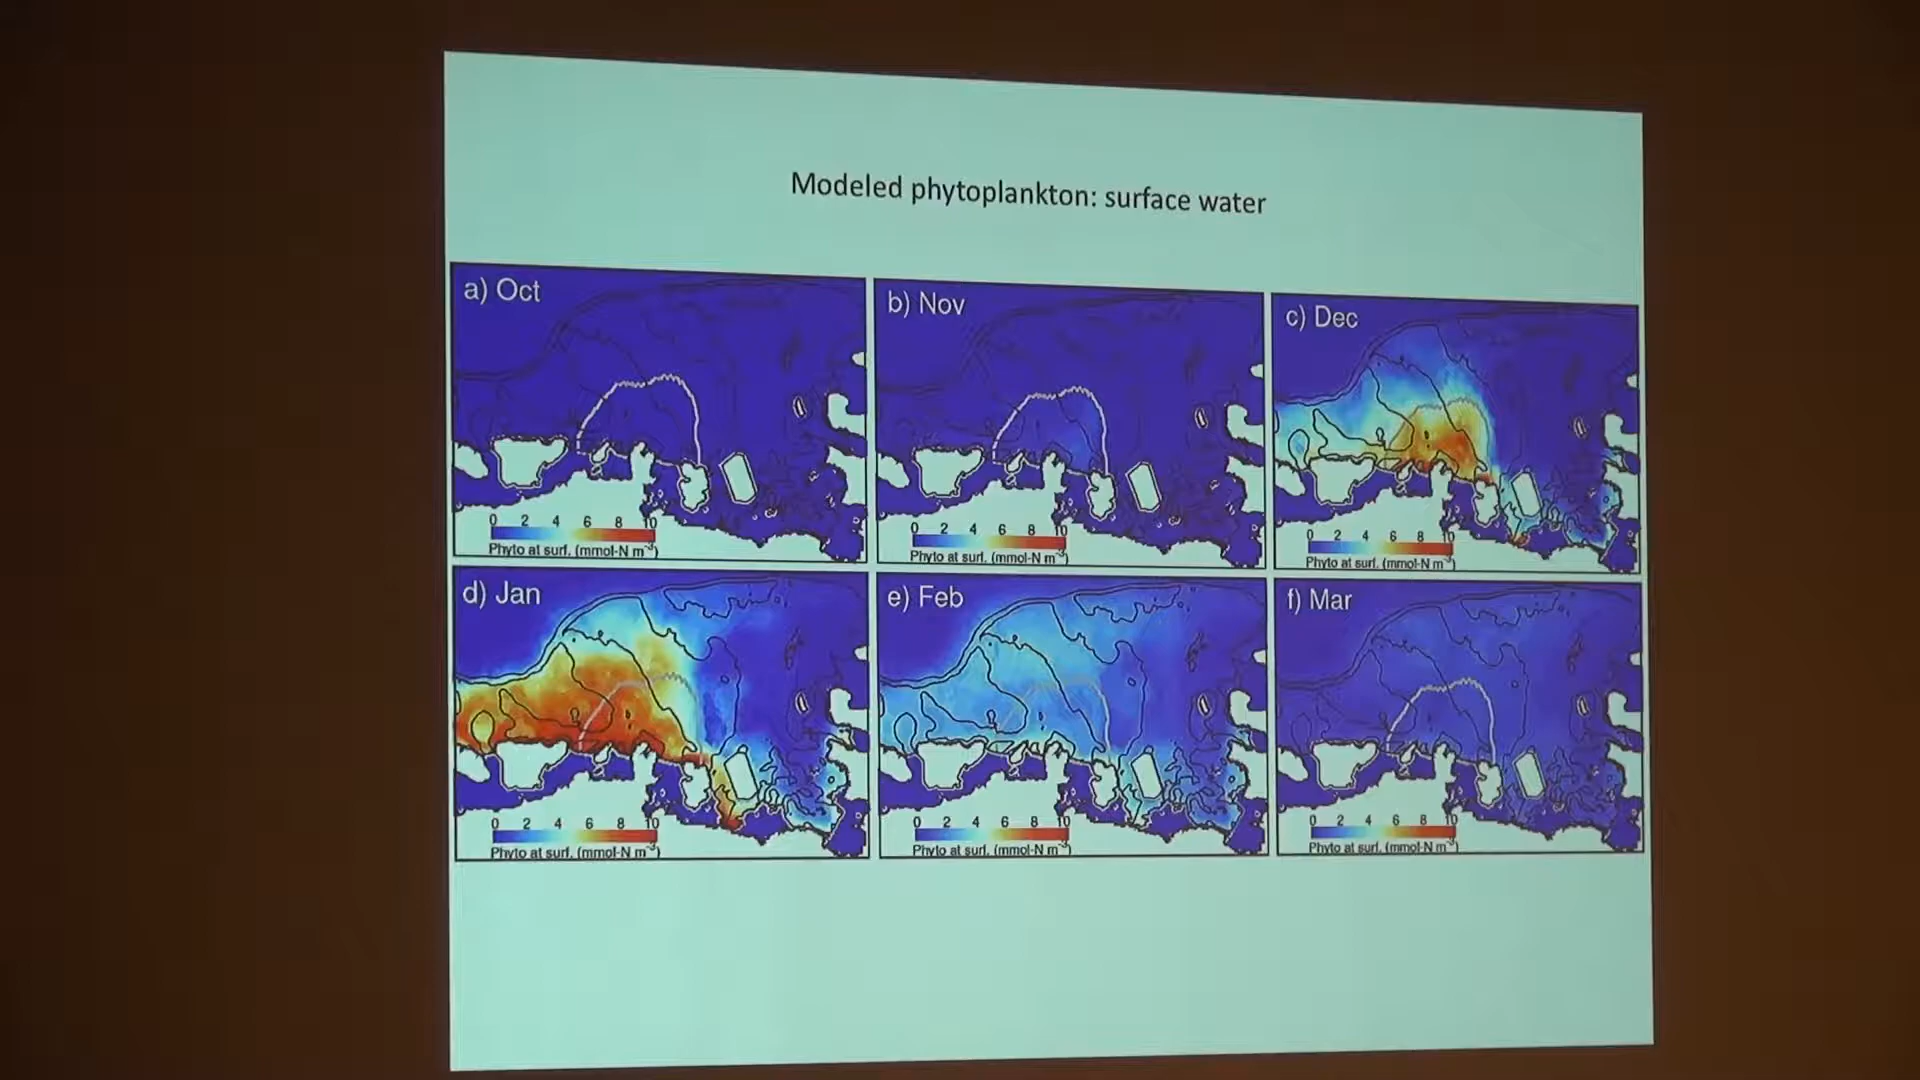 Modeled phytoplankton: surface water
a) Oct
b) Nov
c) Dec
0 2 4 6 8 10
Phyto at surf. (mmol-N m⁻³)
0 2 4 6 8 10
Phyto at surf. (mmol-N m⁻³)
0 2 4 6 8 10
Phyto at surf. (mmol-N m⁻³)
d) Jan
e) Feb
f) Mar
0 2 4 6 8 10
Phyto at surf. (mmol-N m⁻³)
0 2 4 6 8 10
Phyto at surf. (mmol-N m⁻³)
0 2 4 6 8 10
Phyto at surf. (mmol-N m⁻³)